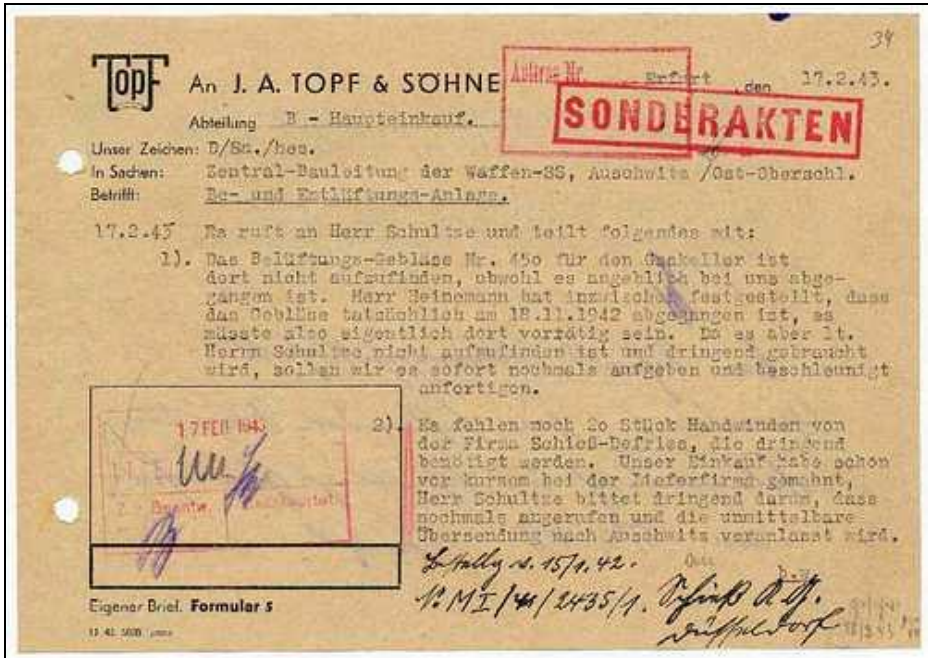 34
TOPF An J. A. TOPF & SÖHNE Erfurt, den 17.2.43.
SONDERAKTEN
Abteilung B - Haupteinkauf.
Unser Zeichen: D/Sa./hes.
In Sachen: Zentral-Bauleitung der Waffen-SS, Auschwitz /Ost-Oberschl.
Betrifft: Be- und Entlüftungs-Anlage.
17.2.43 Es ruft an Herr Schultze und teilt folgendes mit:
1). Das Belüftungs-Gebläse Nr. 450 für den Gaskeller ist
dort nicht aufzufinden, obwohl es angeblich bei uns abge-
gangen ist. Herr Heinemann hat inzwischen festgestellt, dass
das Gebläse tatsächlich am 18.11.1942 abgegangen ist, es
müsste also eigentlich dort vorrätig sein. Da es aber lt.
Herrn Schultze nicht aufzufinden ist und dringend gebraucht
wird, sollen wir es sofort nochmals aufgeben und beschleunigt
anfertigen.
17 FEB 1943
2). Es fehlen noch 2o Stück Handwinden von
der Firma Schieß-Defries, die dringend
benötigt werden. Unser Einkauf habe schon
vor kurzem bei der Lieferfirma gemahnt,
Herr Schultze bittet dringend darum, dass
nochmals angerufen und die unmittelbare
Übersendung nach Auschwitz veranlasst wird.
v. 15/1.42.
Schieß A.G.
Düsseldorf
Eigener Brief. Formular 5